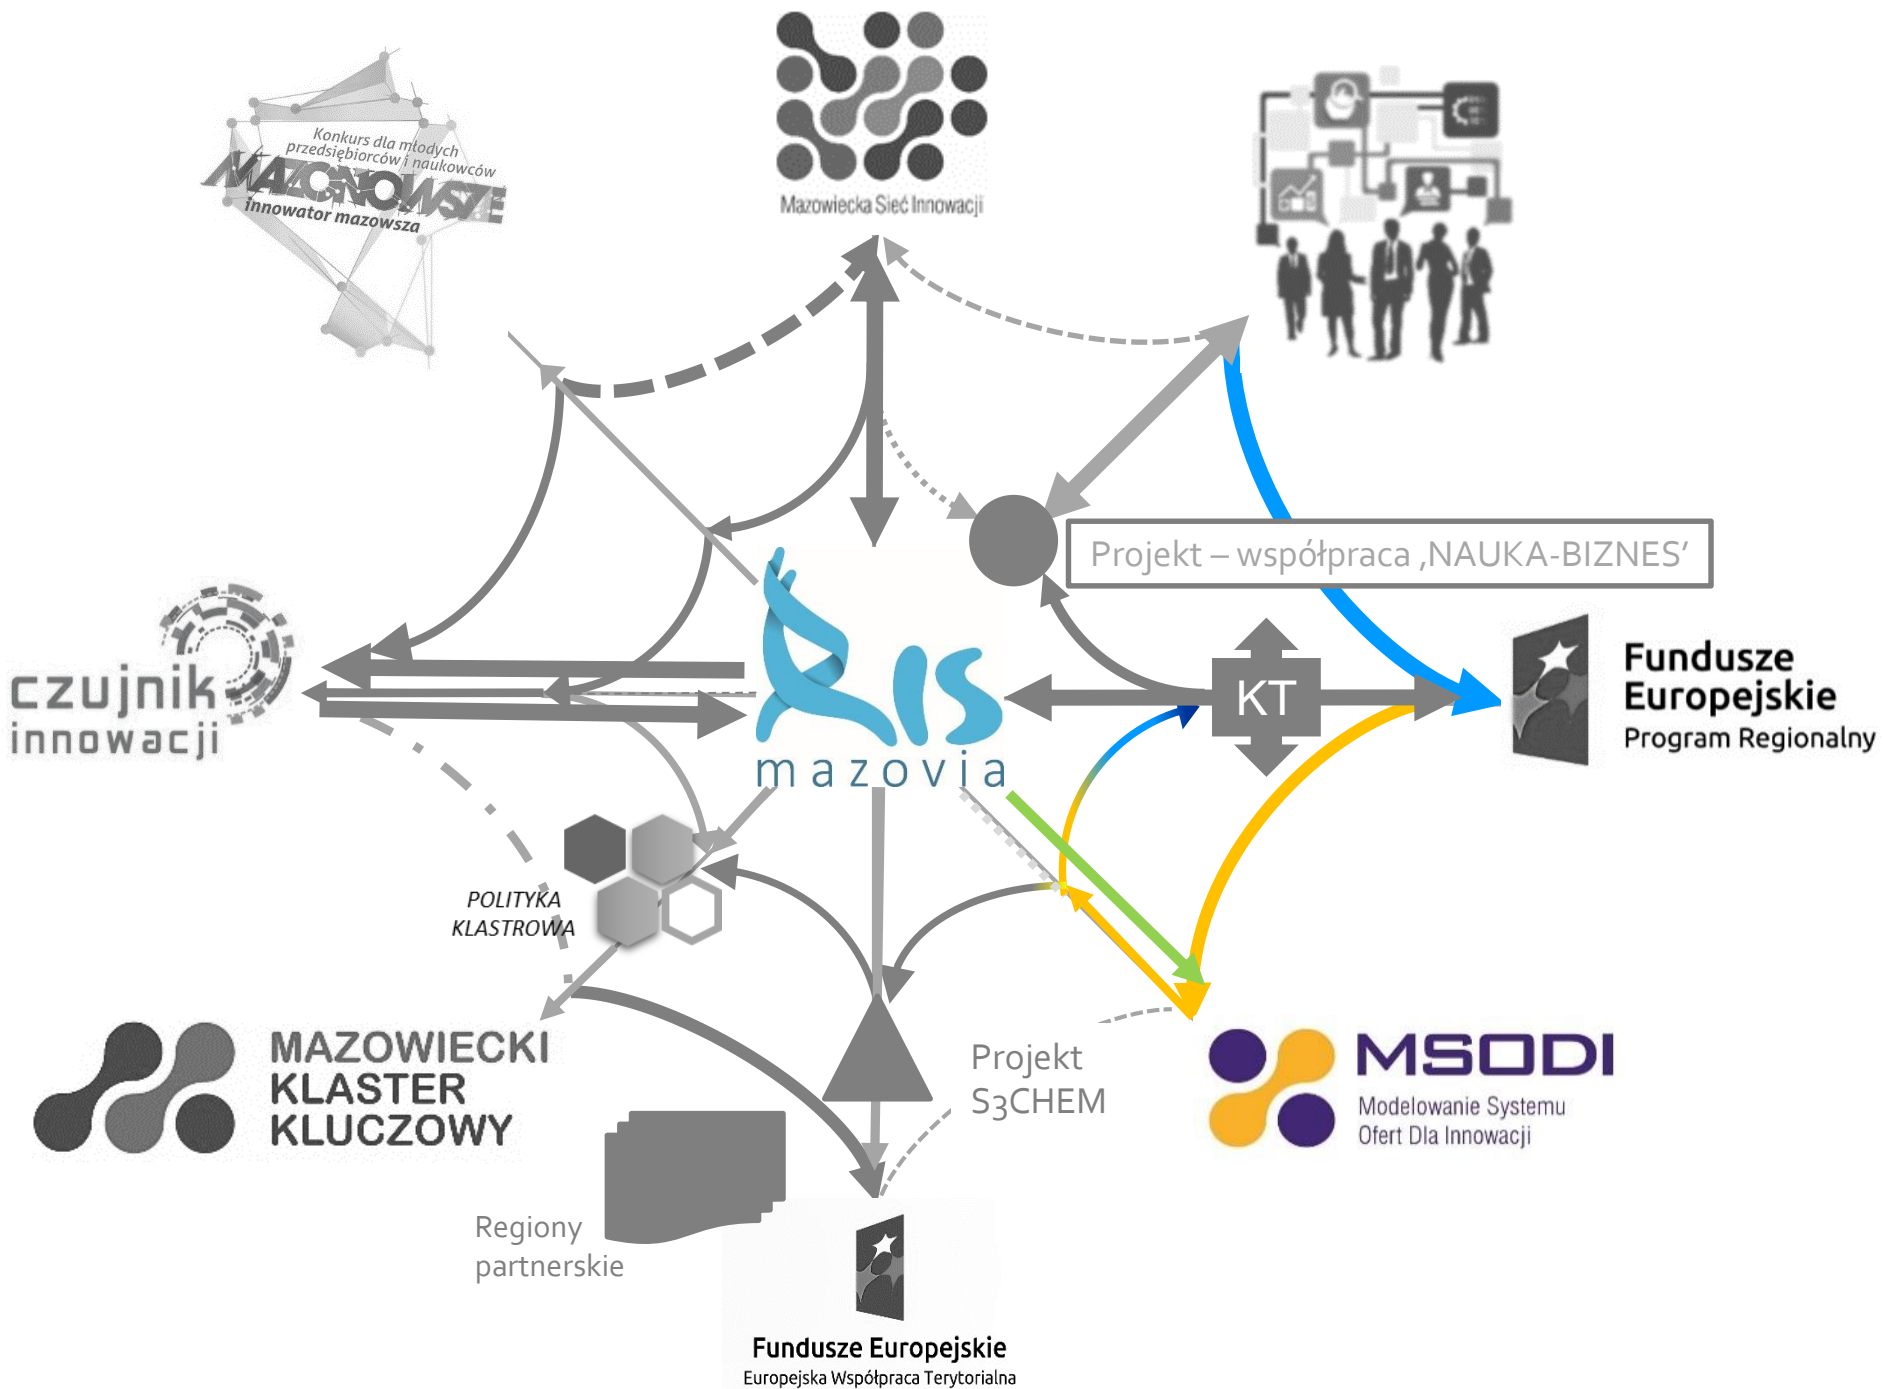 Konkurs dla młodych
przedsiębiorców i naukowców
MAZONOWSZE
innowator mazowsza
Mazowiecka Sieć Innowacji
Projekt – współpraca ‚NAUKA-BIZNES’
czujnik
innowacji
RIS
mazovia
KT
Fundusze
Europejskie
Program Regionalny
POLITYKA
KLASTROWA
MAZOWIECKI
KLASTER
KLUCZOWY
Projekt
S3CHEM
MSODI
Modelowanie Systemu
Ofert Dla Innowacji
Regiony
partnerskie
Fundusze Europejskie
Europejska Współpraca Terytorialna